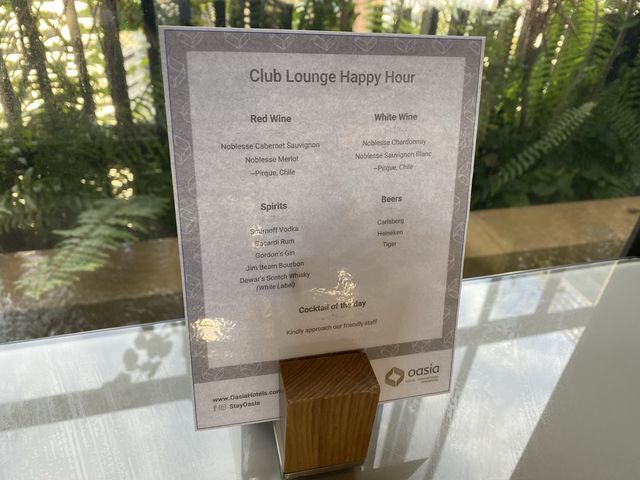 Club Lounge Happy Hour
Red Wine
Noblesse Cabernet Sauvignon
Noblesse Merlot
~Pirque, Chile
White Wine
Noblesse Chardonnay
Noblesse Sauvignon Blanc
~Pirque, Chile
Spirits
Smirnoff Vodka
Bacardi Rum
Gordon's Gin
Jim Beam Bourbon
Dewar's Scotch Whisky
(White Label)
Beers
Carlsberg
Heineken
Tiger
Cocktail of the day
Kindly approach our friendly staff
www.OasiaHotels.com
StayOasia
oasia